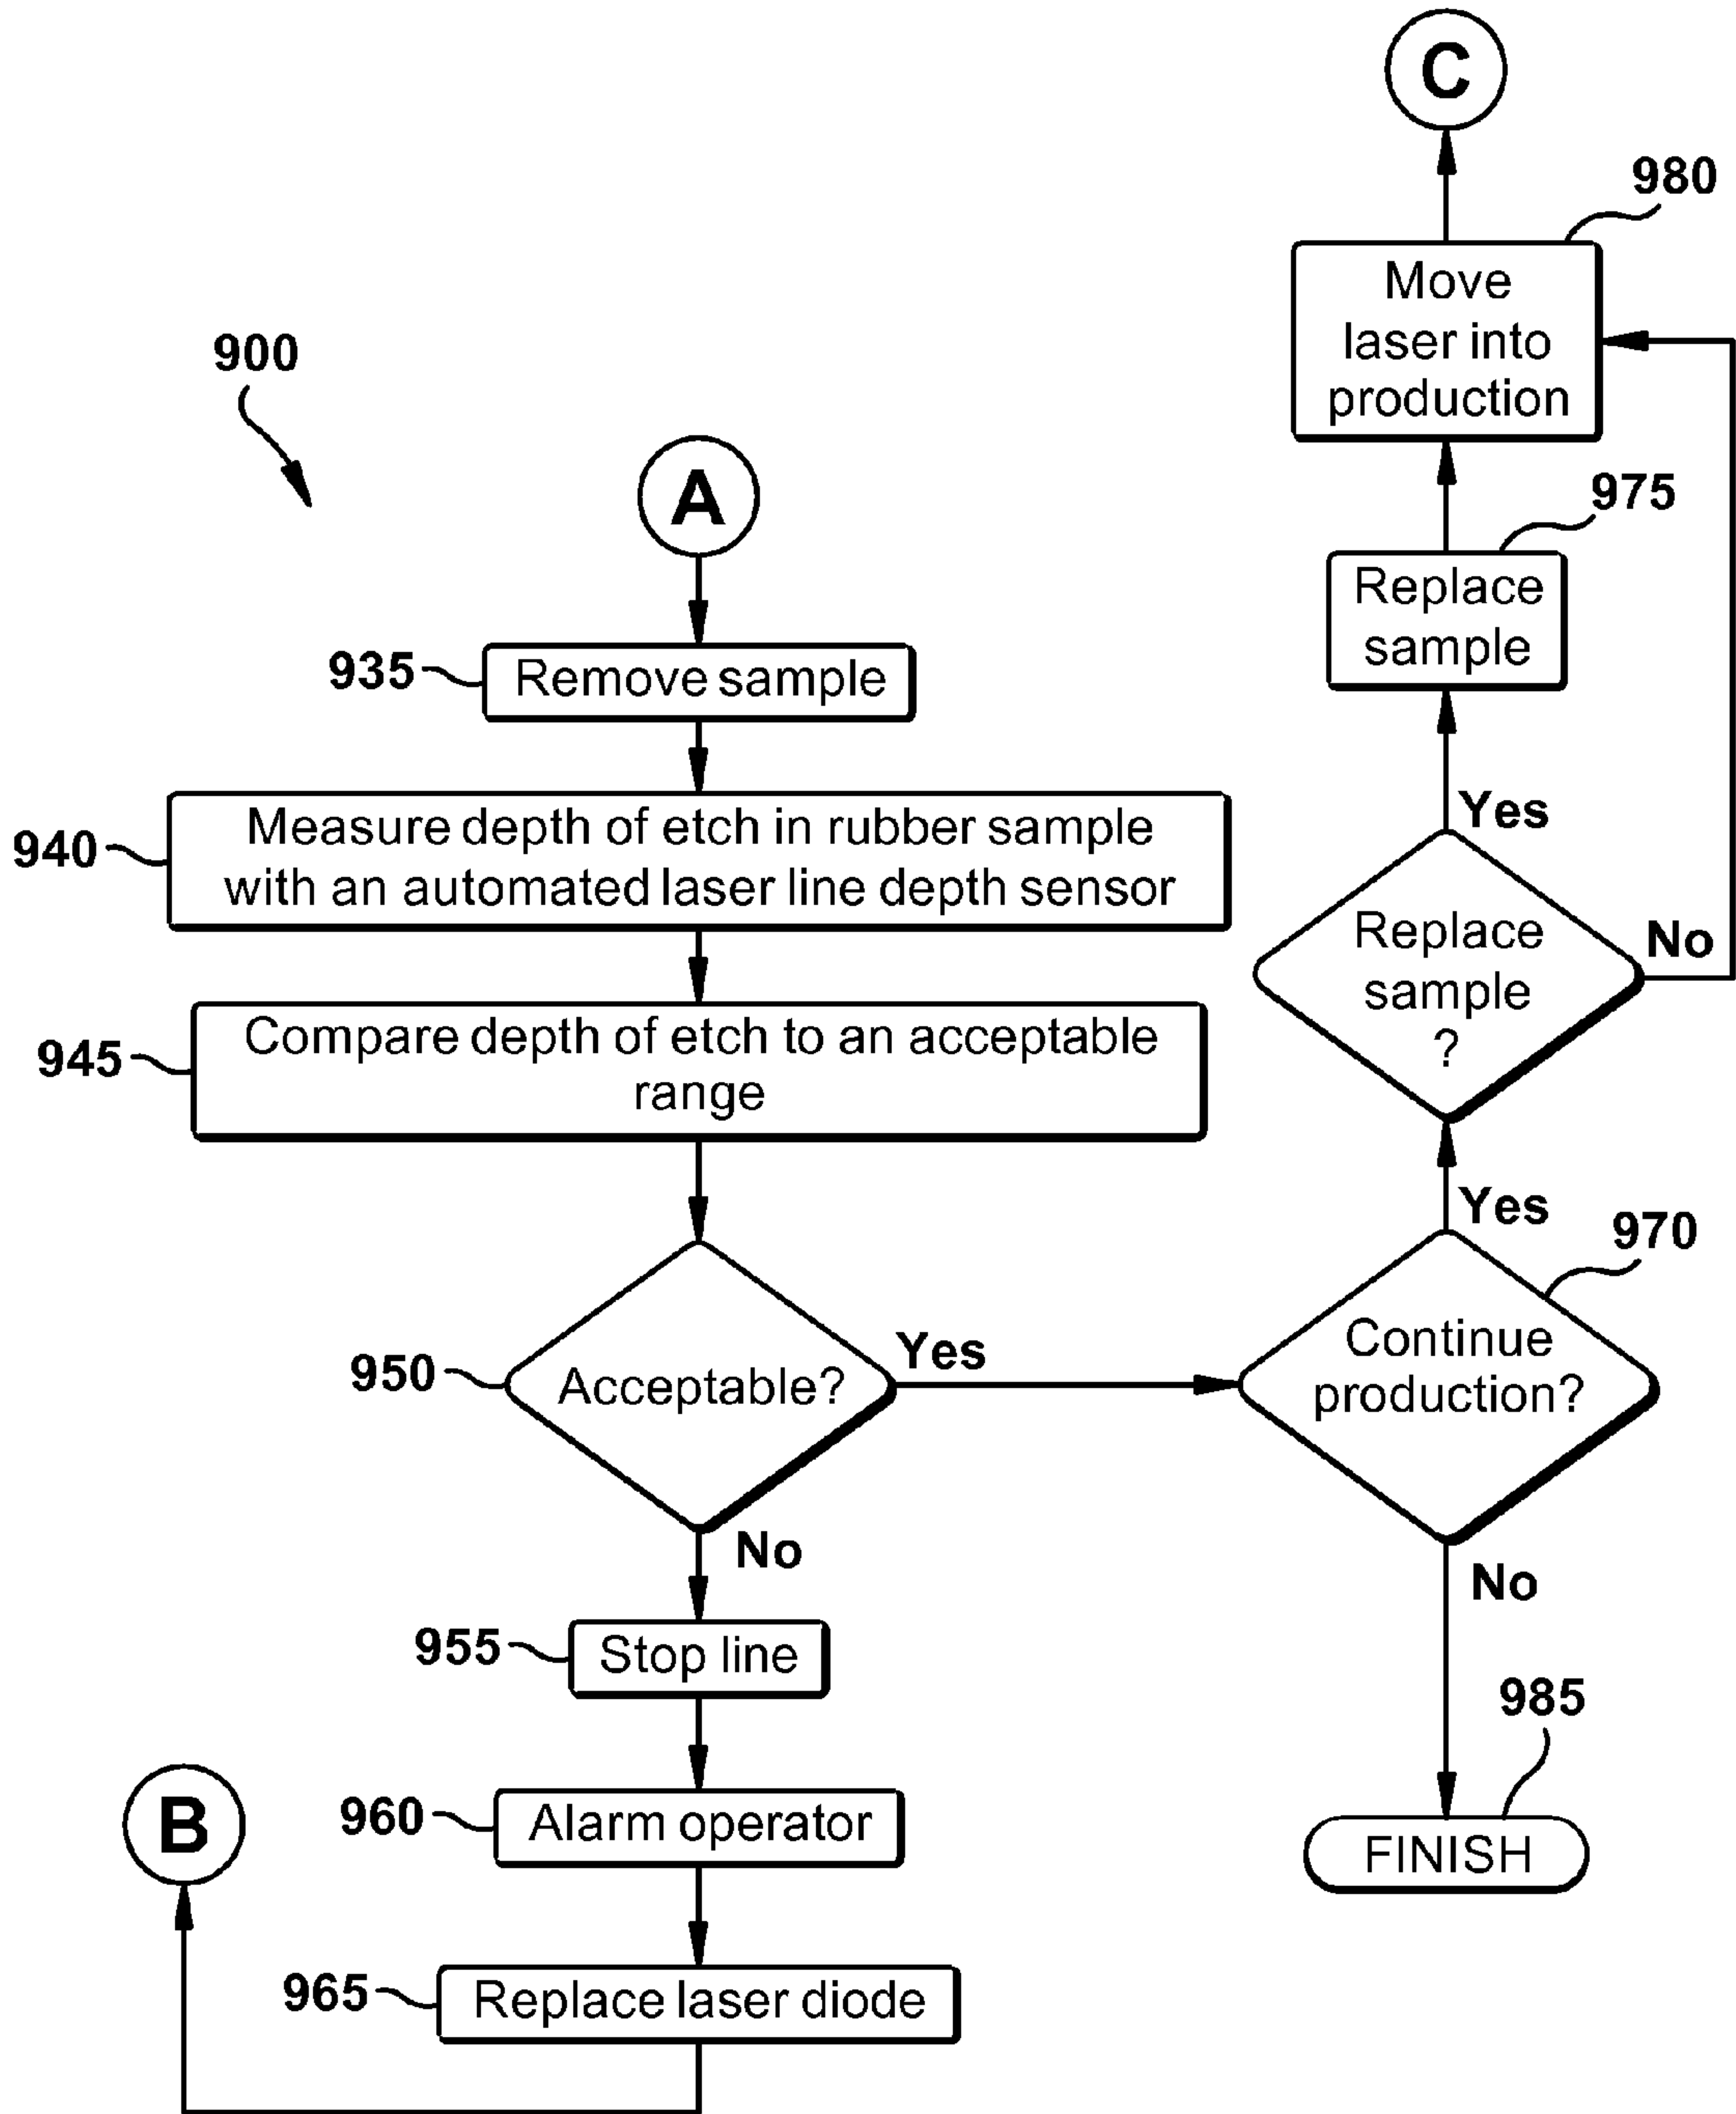 C
980
Move
laser into
production
900
975
A
Replace
sample
935
Remove sample
Yes
940
Measure depth of etch in rubber sample
with an automated laser line depth sensor
Replace
sample
?
No
945
Compare depth of etch to an acceptable
range
Yes
970
950
Acceptable?
Yes
Continue
production?
No
No
955
Stop line
985
B
960
Alarm operator
FINISH
965
Replace laser diode